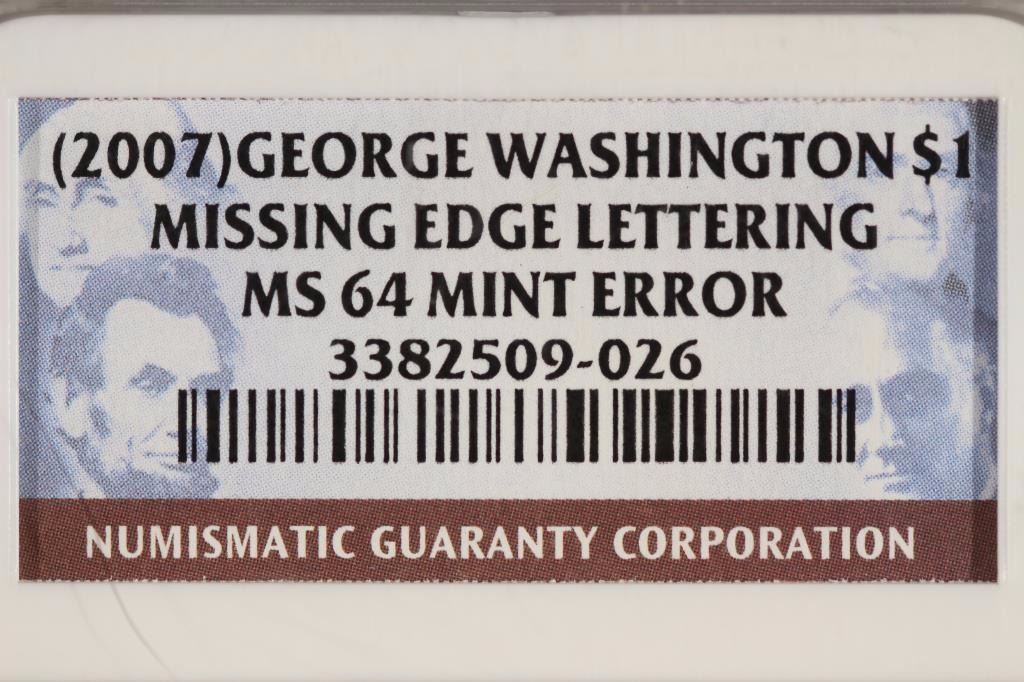 (2007)GEORGE WASHINGTON $1
MISSING EDGE LETTERING
MS 64 MINT ERROR
3382509-026
NUMISMATIC GUARANTY CORPORATION